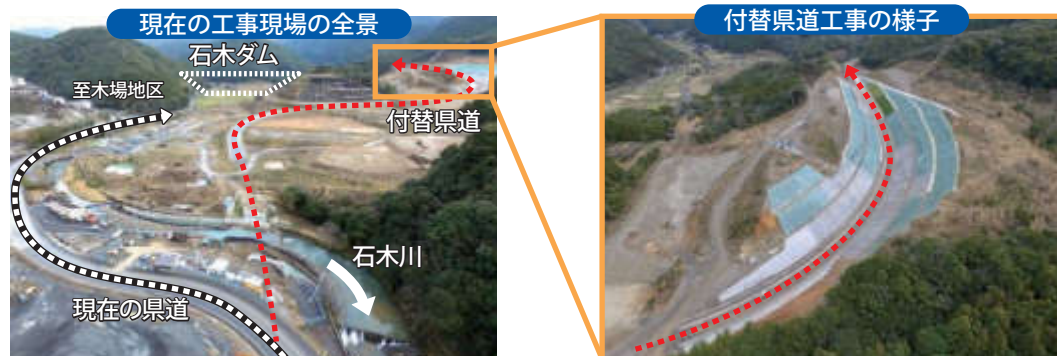 現在の工事現場の全景
石木ダム
至木場地区
付替県道
石木川
現在の県道
付替県道工事の様子